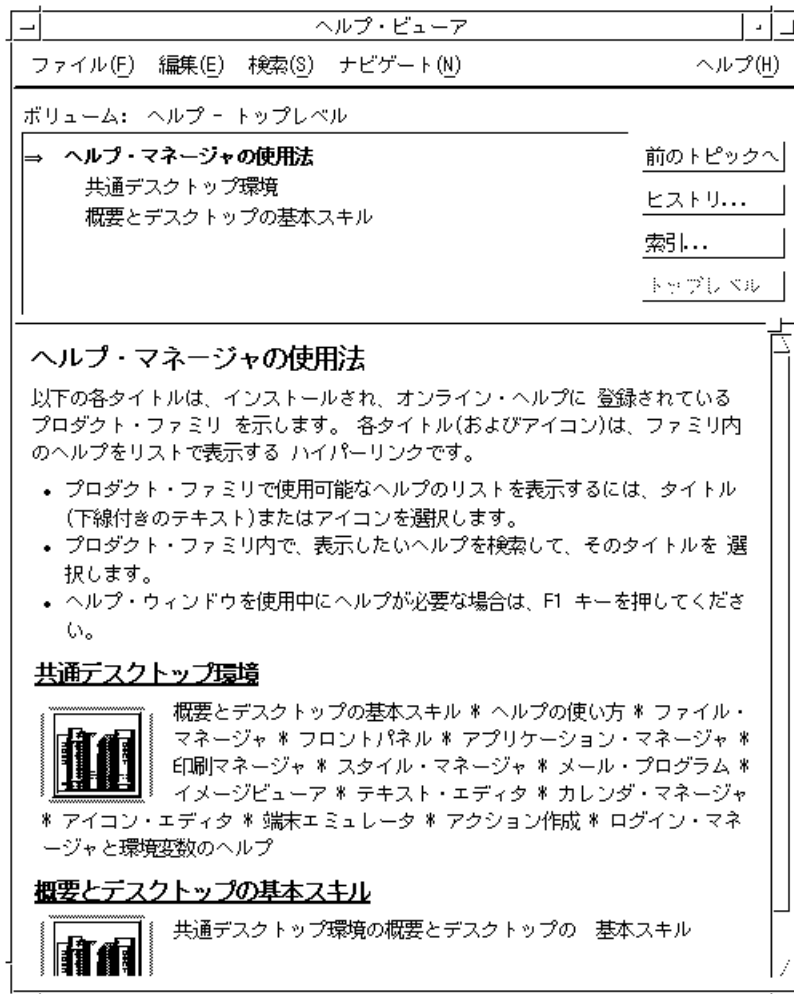 ヘルプ・ビューア
ファイル(F) 編集(E) 検索(S) ナビゲート(N) ヘルプ(H)
ボリューム: ヘルプ - トップレベル
⇒ ヘルプ・マネージャの使用法
共通デスクトップ環境
概要とデスクトップの基本スキル
前のトピックへ
ヒストリ...
索引...
トップレベル
ヘルプ・マネージャの使用法
以下の各タイトルは、インストールされ、オンライン・ヘルプに 登録されている
プロダクト・ファミリ を示します。 各タイトル(およびアイコン)は、ファミリ内
のヘルプをリストで表示する ハイパーリンクです。
• プロダクト・ファミリで使用可能なヘルプのリストを表示するには、タイトル
(下線付きのテキスト)またはアイコンを選択します。
• プロダクト・ファミリ内で、表示したいヘルプを検索して、そのタイトルを 選
択します。
• ヘルプ・ウィンドウを使用中にヘルプが必要な場合は、F1 キーを押してくださ
い。
共通デスクトップ環境
概要とデスクトップの基本スキル * ヘルプの使い方 * ファイル・
マネージャ * フロントパネル * アプリケーション・マネージャ *
印刷マネージャ * スタイル・マネージャ * メール・プログラム *
イメージビューア * テキスト・エディタ * カレンダ・マネージャ
* アイコン・エディタ * 端末エミュレータ * アクション作成 * ログイン・マネ
ージャと環境変数のヘルプ
概要とデスクトップの基本スキル
共通デスクトップ環境の概要とデスクトップの 基本スキル